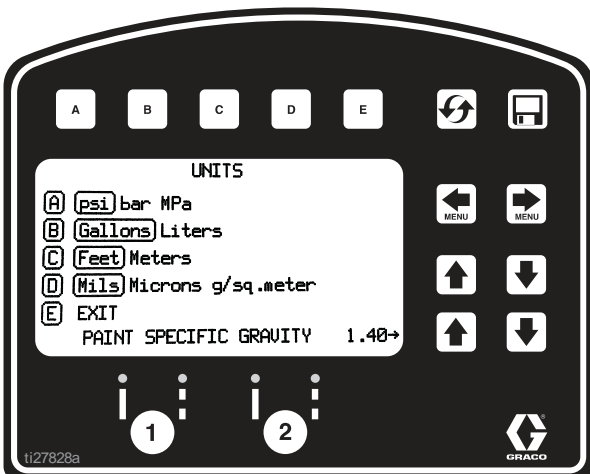 A B C D E
UNITS
A psi bar MPa
B Gallons Liters
C Feet Meters
D Mils Microns g/sq.meter
E EXIT
PAINT SPECIFIC GRAVITY 1.40→
MENU MENU
1 2
ti27828a
G
GRACO